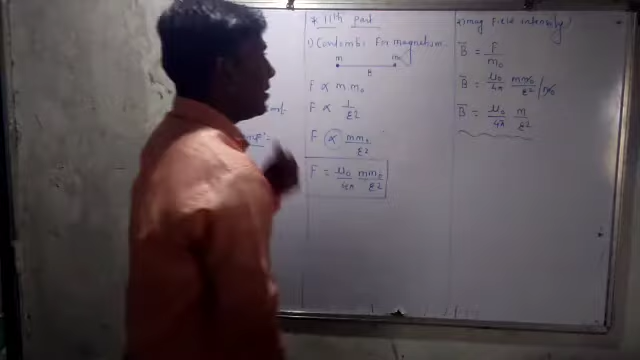 * 11th Part
1) Coulomb's For magnetism
m m₀
r
F ∝ m m₀
F ∝ 1/r²
F ∝ mm₀/r²
F = μ₀/4π mm₀/r²
mag Field intensity
B̅ = F/m₀
B̅ = μ₀/4π mm₀/r² /m₀
B̅ = μ₀/4π m/r²